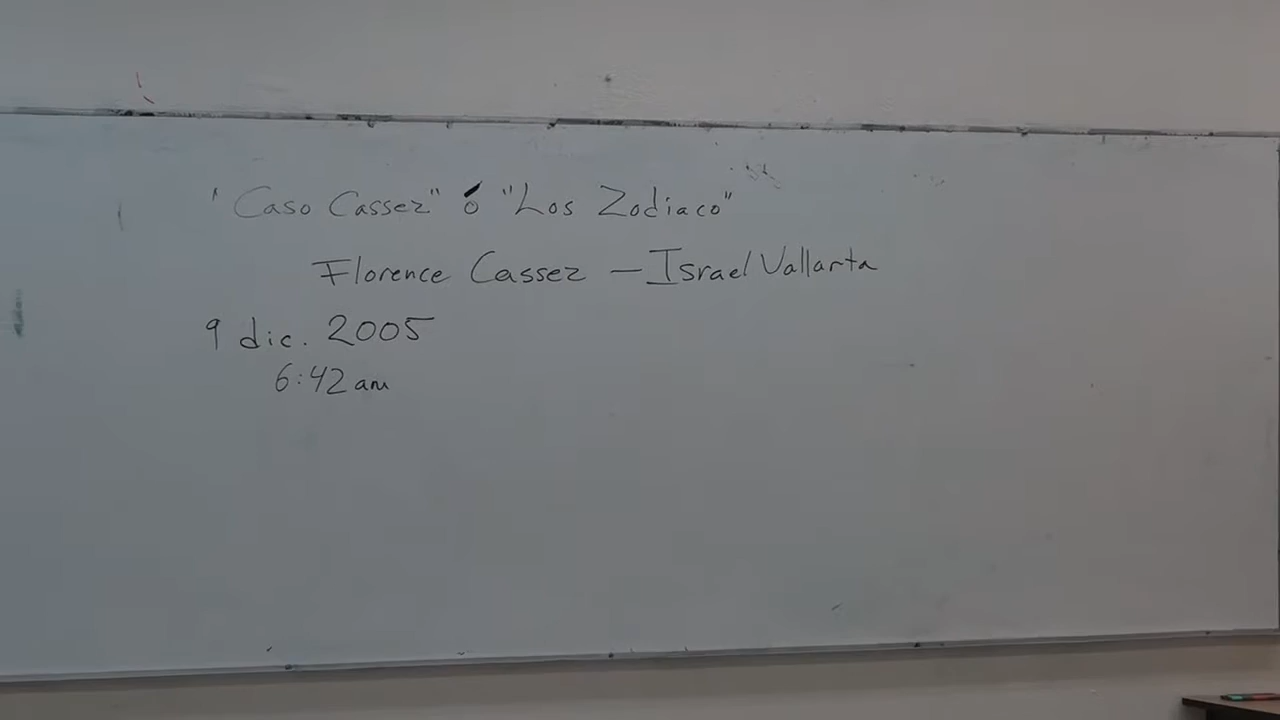 "Caso Cassez" ó "Los Zodiaco"
Florence Cassez — Israel Vallarta
9 dic. 2005
6:42 am